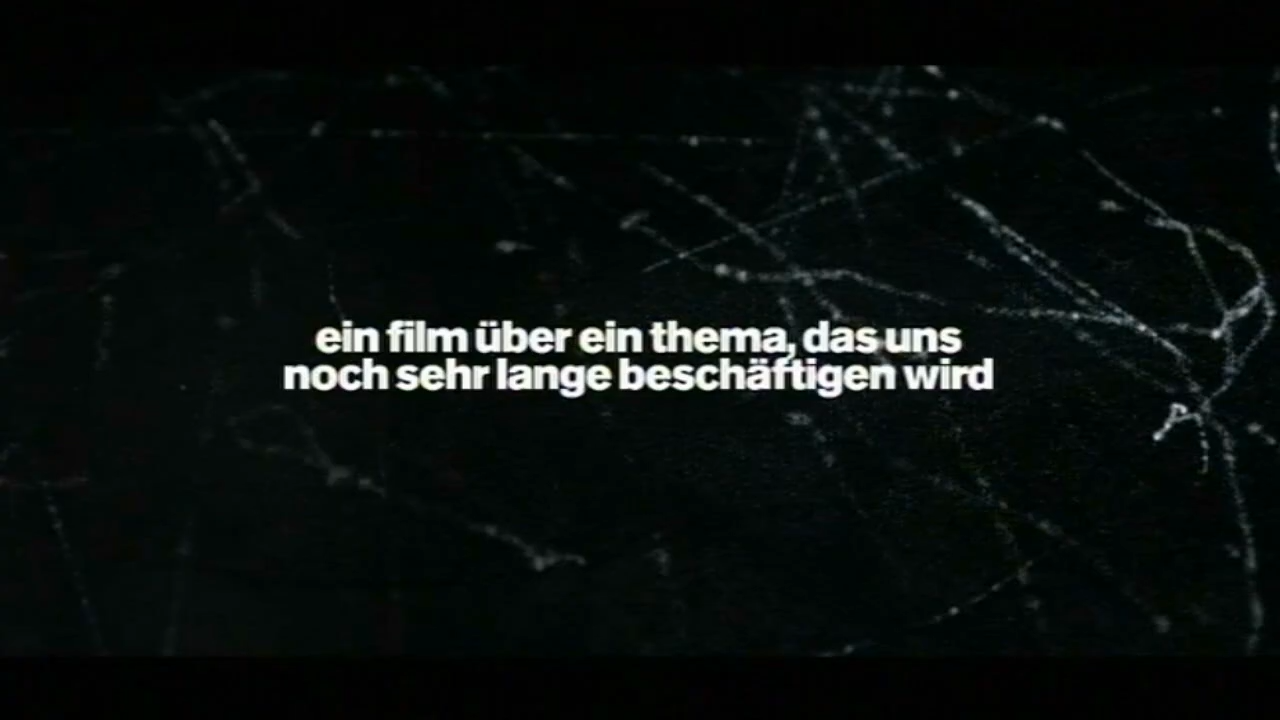 ein film über ein thema, das uns
noch sehr lange beschäftigen wird